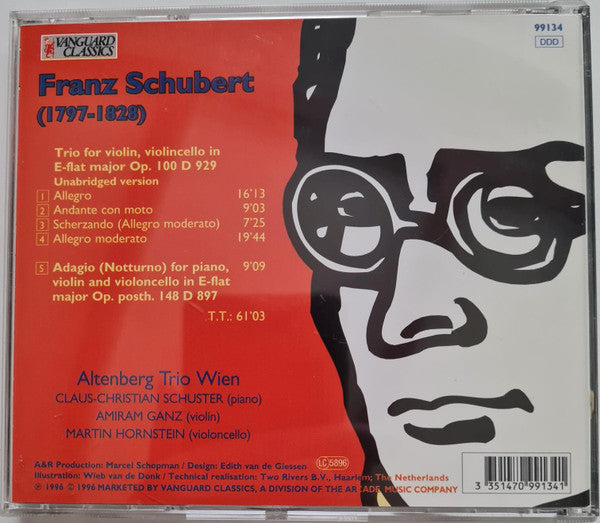 VANGUARD
CLASSICS
99134
DDD
Franz Schubert
(1797-1828)
Trio for violin, violincello in
E-flat major Op. 100 D 929
Unabridged version
1 Allegro 16'13
2 Andante con moto 9'03
3 Scherzando (Allegro moderato) 7'25
4 Allegro moderato 19'44
5 Adagio (Notturno) for piano, 9'09
violin and violoncello in E-flat
major Op. posth. 148 D 897
T.T.: 61'03
Altenberg Trio Wien
CLAUS-CHRISTIAN SCHUSTER (piano)
AMIRAM GANZ (violin)
MARTIN HORNSTEIN (violoncello)
LC 5896
A&R Production: Marcel Schopman / Design: Edith van de Giessen
Illustration: Wieb van de Donk / Technical realisation: Two Rivers B.V., Haarlem; The Netherlands
℗ 1996 © 1996 MARKETED BY VANGUARD CLASSICS, A DIVISION OF THE ARCADE MUSIC COMPANY
3 351470 991341